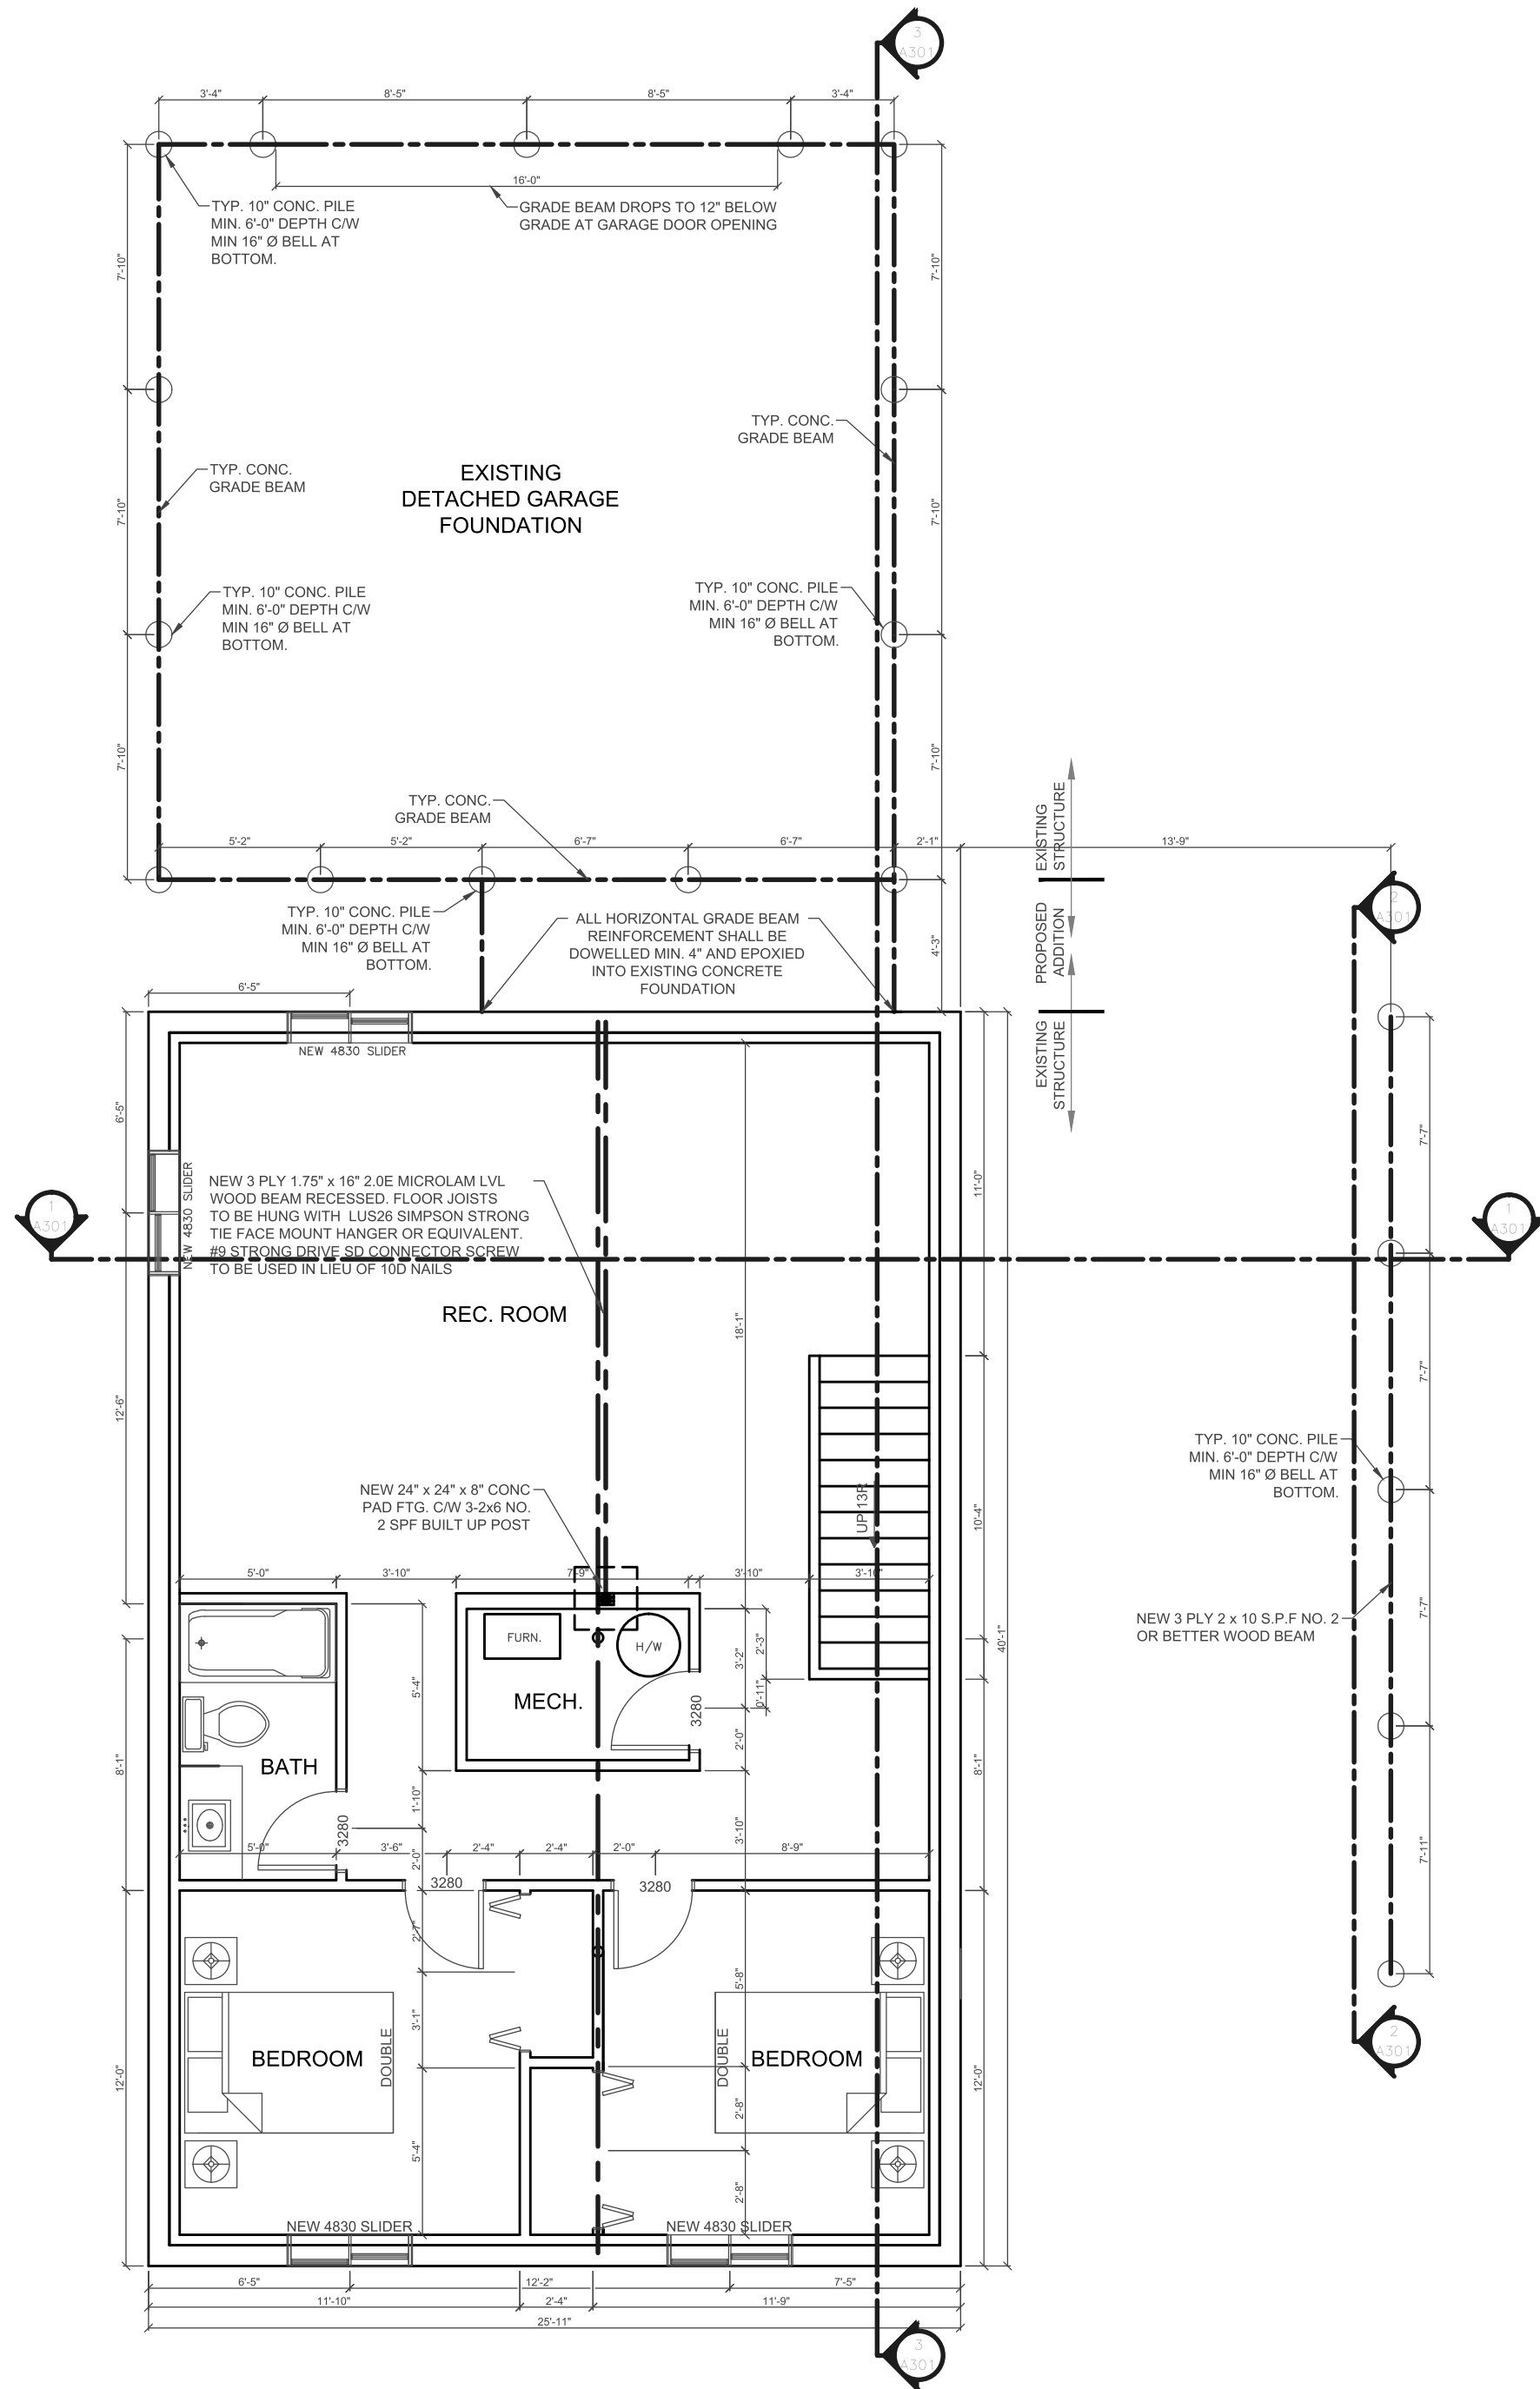 3
A301
3'-4"
8'-5"
8'-5"
3'-4"
16'-0"
TYP. 10" CONC. PILE
MIN. 6'-0" DEPTH C/W
MIN 16" Ø BELL AT
BOTTOM.
GRADE BEAM DROPS TO 12" BELOW
GRADE AT GARAGE DOOR OPENING
7'-10"
7'-10"
TYP. CONC.
GRADE BEAM
TYP. CONC.
GRADE BEAM
EXISTING
DETACHED GARAGE
FOUNDATION
7'-10"
7'-10"
TYP. 10" CONC. PILE
MIN. 6'-0" DEPTH C/W
MIN 16" Ø BELL AT
BOTTOM.
TYP. 10" CONC. PILE
MIN. 6'-0" DEPTH C/W
MIN 16" Ø BELL AT
BOTTOM.
7'-10"
7'-10"
TYP. CONC.
GRADE BEAM
5'-2"
5'-2"
6'-7"
6'-7"
2'-1"
13'-9"
EXISTING
STRUCTURE
PROPOSED
ADDITION
EXISTING
STRUCTURE
TYP. 10" CONC. PILE
MIN. 6'-0" DEPTH C/W
MIN 16" Ø BELL AT
BOTTOM.
ALL HORIZONTAL GRADE BEAM
REINFORCEMENT SHALL BE
DOWELLED MIN. 4" AND EPOXIED
INTO EXISTING CONCRETE
FOUNDATION
4'-3"
2
A301
6'-5"
NEW 4830 SLIDER
6'-5"
NEW 4830 SLIDER
NEW 3 PLY 1.75" x 16" 2.0E MICROLAM LVL
WOOD BEAM RECESSED. FLOOR JOISTS
TO BE HUNG WITH LUS26 SIMPSON STRONG
TIE FACE MOUNT HANGER OR EQUIVALENT.
#9 STRONG DRIVE SD CONNECTOR SCREW
TO BE USED IN LIEU OF 10D NAILS
11'-0"
7'-7"
1
A301
1
A301
REC. ROOM
18'-1"
12'-6"
7'-7"
TYP. 10" CONC. PILE
MIN. 6'-0" DEPTH C/W
MIN 16" Ø BELL AT
BOTTOM.
NEW 24" x 24" x 8" CONC
PAD FTG. C/W 3-2x6 NO.
2 SPF BUILT UP POST
UP 13R
10'-4"
5'-0"
3'-10"
7'-9"
3'-10"
3'-10"
7'-7"
NEW 3 PLY 2 x 10 S.P.F NO. 2
OR BETTER WOOD BEAM
40'-1"
FURN.
H/W
3'-2"
2'-3"
0'-11"
5'-4"
MECH.
3280
2'-0"
BATH
8'-1"
8'-1"
1'-10"
3280
3'-10"
7'-11"
5'-0"
3'-6"
2'-4"
2'-4"
2'-0"
8'-9"
2'-0"
3280
3280
2'-7"
5'-8"
3'-1"
BEDROOM
DOUBLE
DOUBLE
BEDROOM
2
A301
12'-0"
12'-0"
2'-8"
5'-4"
2'-8"
NEW 4830 SLIDER
NEW 4830 SLIDER
6'-5"
12'-2"
7'-5"
11'-10"
2'-4"
11'-9"
25'-11"
3
A301